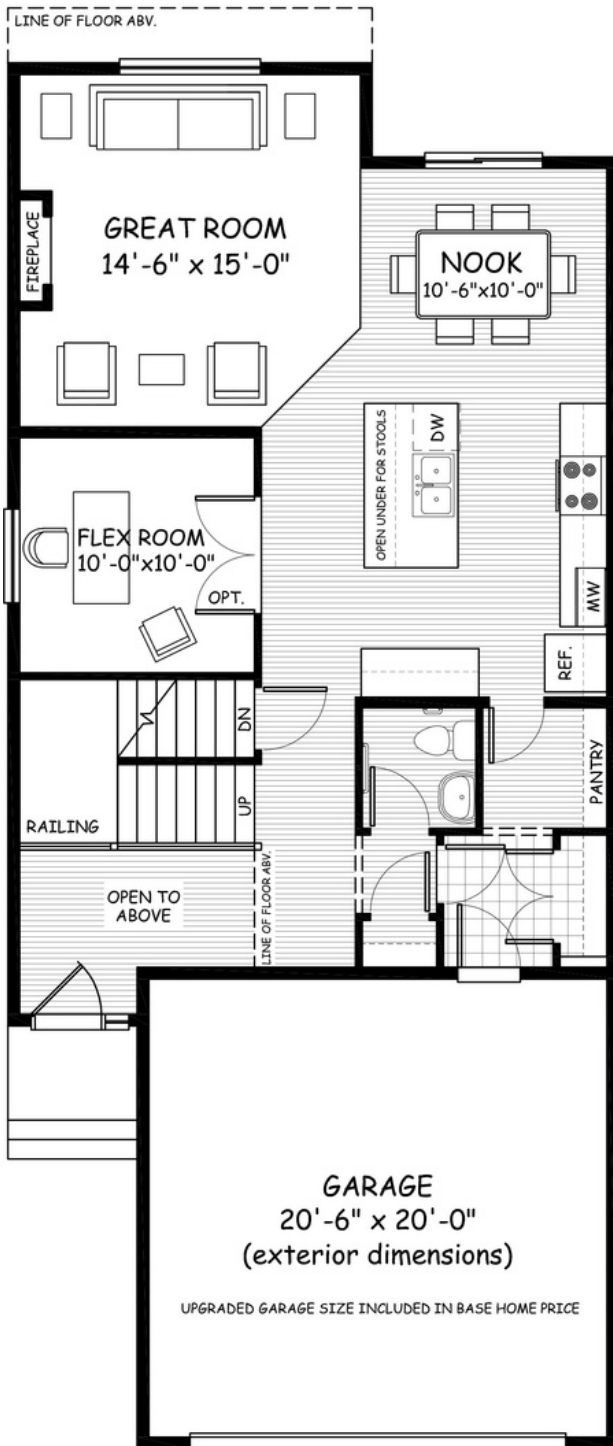 LINE OF FLOOR ABV.
GREAT ROOM
14'-6" x 15'-0"
FIREPLACE
NOOK
10'-6"x10'-0"
OPEN UNDER FOR STOOLS
DW
FLEX ROOM
10'-0"x10'-0"
OPT.
MW
REF.
DN
UP
RAILING
PANTRY
OPEN TO
ABOVE
LINE OF FLOOR ABV.
GARAGE
20'-6" x 20'-0"
(exterior dimensions)
UPGRADED GARAGE SIZE INCLUDED IN BASE HOME PRICE